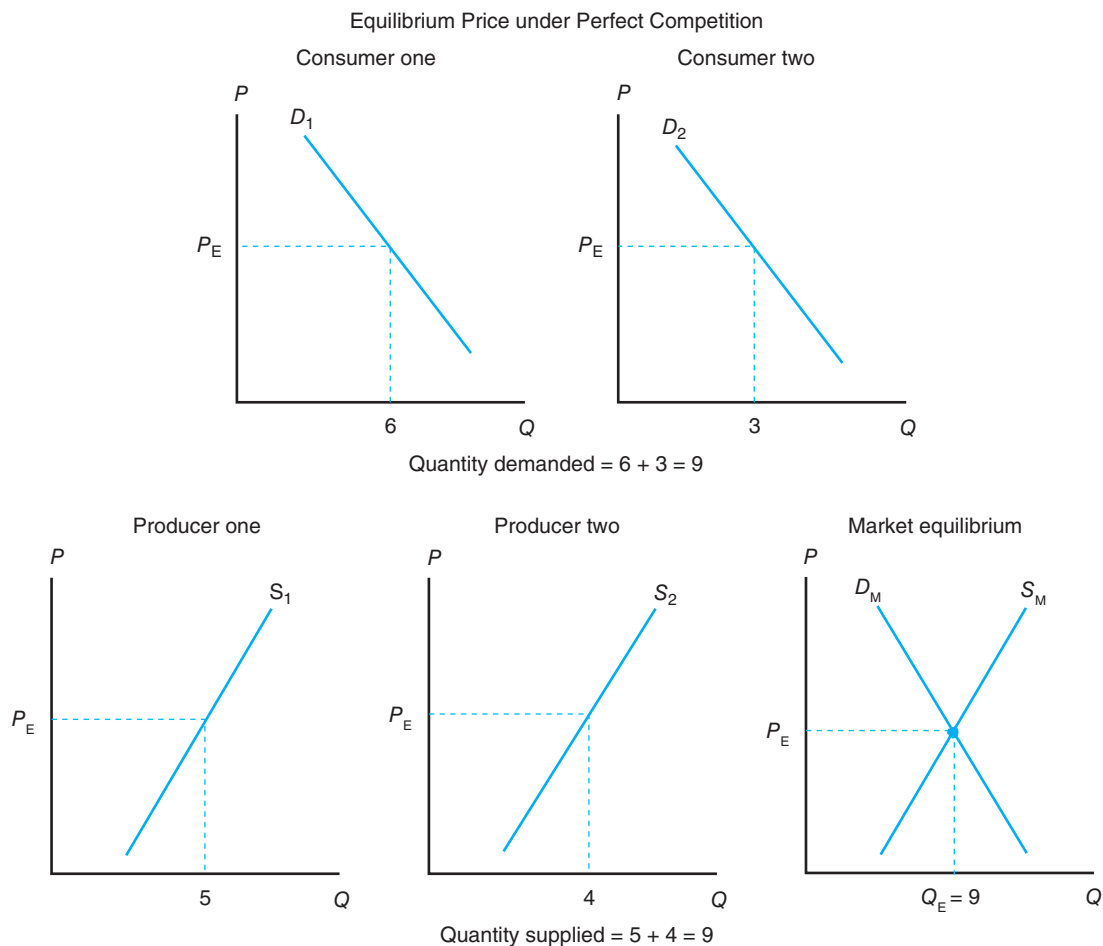 Equilibrium Price under Perfect Competition
Consumer one
Consumer two
P
D1
PE
6
Q
P
D2
PE
3
Q
Quantity demanded = 6 + 3 = 9
Producer one
Producer two
Market equilibrium
P
S1
PE
5
Q
P
S2
PE
4
Q
P
DM
SM
PE
QE = 9
Q
Quantity supplied = 5 + 4 = 9